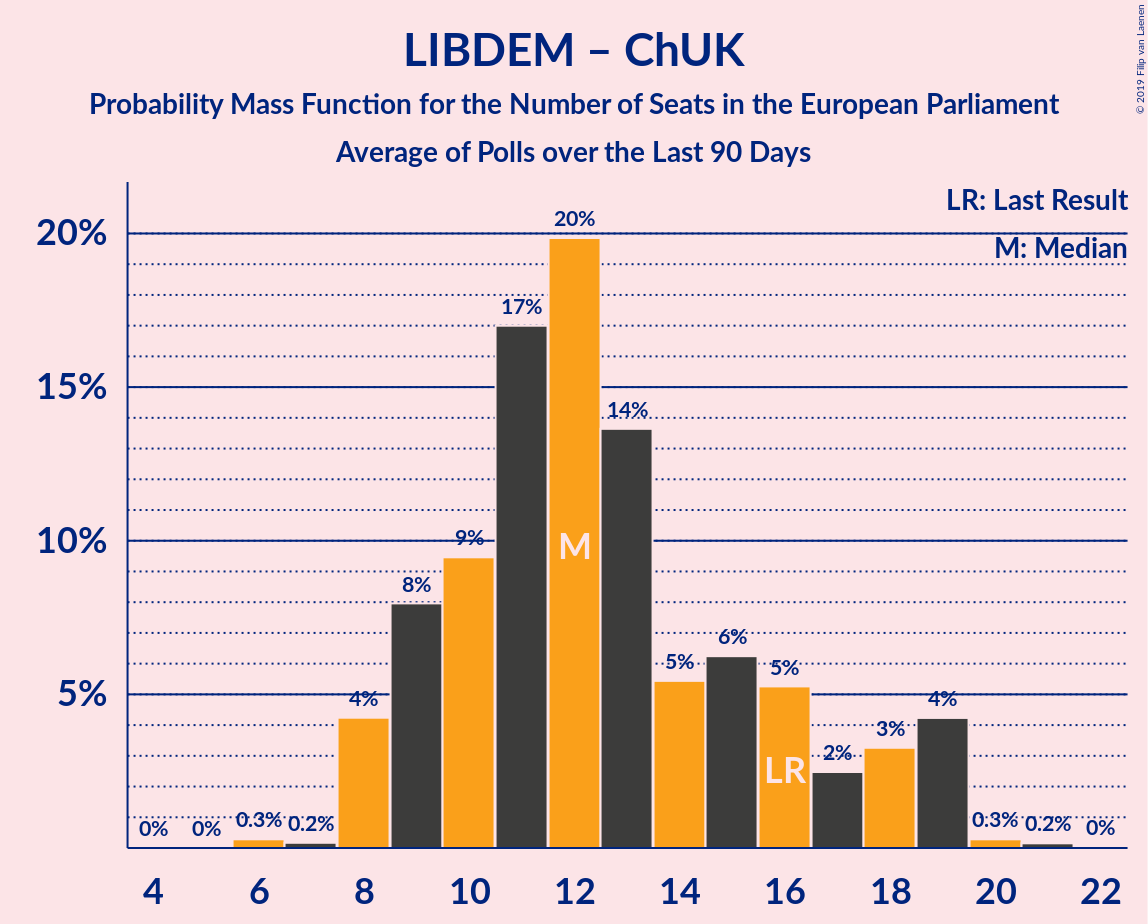 LIBDEM – ChUK
Probability Mass Function for the Number of Seats in the European Parliament
Average of Polls over the Last 90 Days
© 2019 Filip van Laenen
LR: Last Result
M: Median
20%
15%
10%
5%
0% 0% 0.3% 0.2% 4% 8% 9% 17% 20% 14% 5% 6% 5% 2% 3% 4% 0.3% 0.2% 0%
M
LR
4 6 8 10 12 14 16 18 20 22